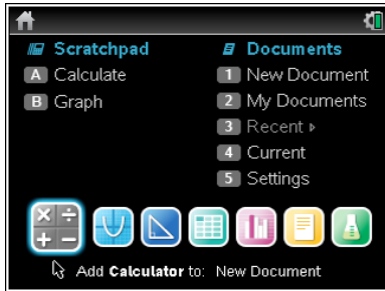 Scratchpad
A Calculate
B Graph
Documents
1 New Document
2 My Documents
3 Recent ▸
4 Current
5 Settings
Add Calculator to: New Document